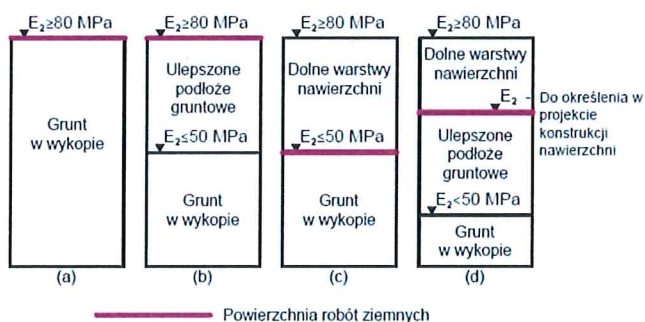 E₂≥80 MPa
Grunt
w wykopie
(a)
E₂≥80 MPa
Ulepszone
podłoże
gruntowe
E₂≤50 MPa
Grunt
w wykopie
(b)
E₂≥80 MPa
Dolne warstwy
nawierzchni
E₂≤50 MPa
Grunt
w wykopie
(c)
E₂≥80 MPa
Dolne warstwy
nawierzchni
E₂ - Do określenia w
projekcie
konstrukcji
nawierzchni
Ulepszone
podłoże
gruntowe
E₂<50 MPa
Grunt
w wykopie
(d)
Powierzchnia robót ziemnych